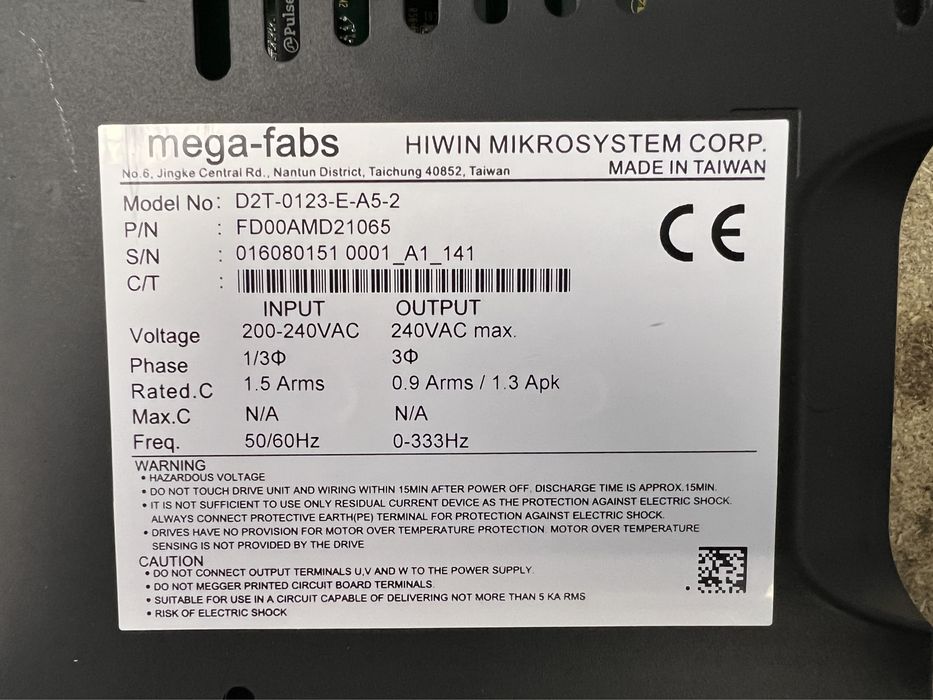 Pulse
mega-fabs HIWIN MIKROSYSTEM CORP.
No.6, Jingke Central Rd., Nantun District, Taichung 40852, Taiwan MADE IN TAIWAN
Model No: D2T-0123-E-A5-2
P/N : FD00AMD21065
S/N : 016080151 0001_A1_141
C/T :
CE
INPUT OUTPUT
Voltage 200-240VAC 240VAC max.
Phase 1/3Φ 3Φ
Rated.C 1.5 Arms 0.9 Arms / 1.3 Apk
Max.C N/A N/A
Freq. 50/60Hz 0-333Hz
WARNING
• HAZARDOUS VOLTAGE
• DO NOT TOUCH DRIVE UNIT AND WIRING WITHIN 15MIN AFTER POWER OFF. DISCHARGE TIME IS APPROX.15MIN.
• IT IS NOT SUFFICIENT TO USE ONLY RESIDUAL CURRENT DEVICE AS THE PROTECTION AGAINST ELECTRIC SHOCK.
ALWAYS CONNECT PROTECTIVE EARTH(PE) TERMINAL FOR PROTECTION AGAINST ELECTRIC SHOCK.
• DRIVES HAVE NO PROVISION FOR MOTOR OVER TEMPERATURE PROTECTION. MOTOR OVER TEMPERATURE
SENSING IS NOT PROVIDED BY THE DRIVE
CAUTION
• DO NOT CONNECT OUTPUT TERMINALS U,V AND W TO THE POWER SUPPLY.
• DO NOT MEGGER PRINTED CIRCUIT BOARD TERMINALS.
• SUITABLE FOR USE IN A CIRCUIT CAPABLE OF DELIVERING NOT MORE THAN 5 KA RMS
• RISK OF ELECTRIC SHOCK